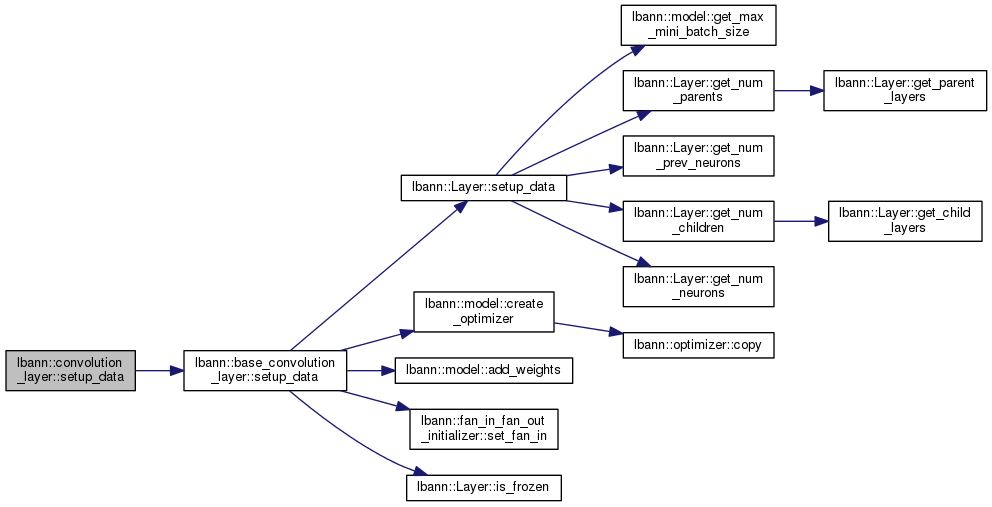 lbann::convolution
_layer::setup_data
lbann::base_convolution
_layer::setup_data
lbann::Layer::setup_data
lbann::model::get_max
_mini_batch_size
lbann::Layer::get_num
_parents
lbann::Layer::get_parent
_layers
lbann::Layer::get_num
_prev_neurons
lbann::Layer::get_num
_children
lbann::Layer::get_child
_layers
lbann::Layer::get_num
_neurons
lbann::model::create
_optimizer
lbann::optimizer::copy
lbann::model::add_weights
lbann::fan_in_fan_out
_initializer::set_fan_in
lbann::Layer::is_frozen